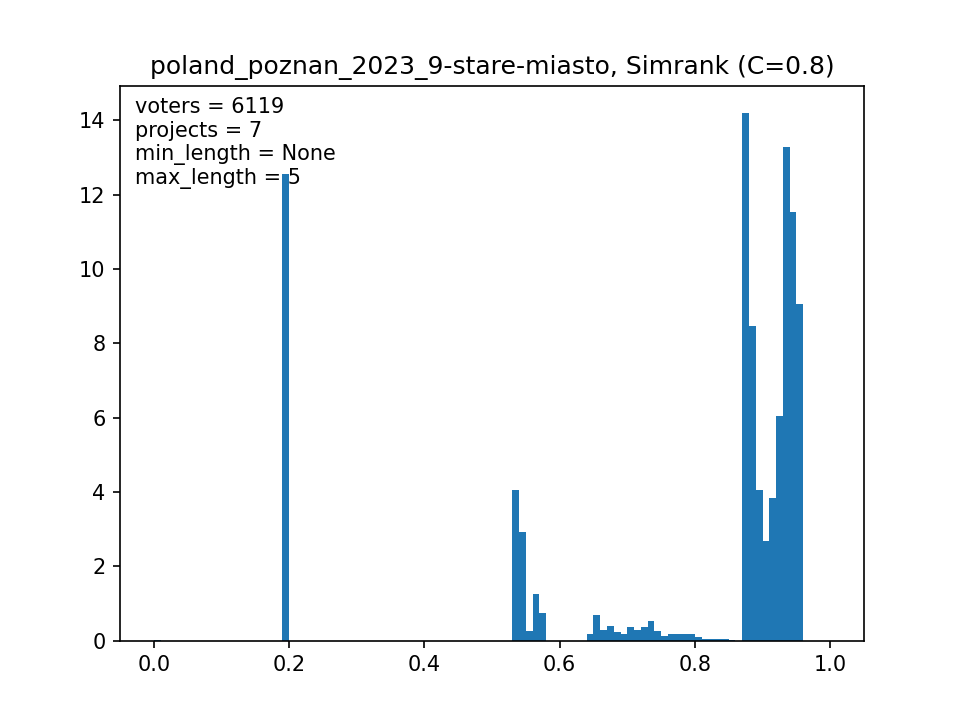 poland_poznan_2023_9-stare-miasto, Simrank (C=0.8)
voters = 6119
projects = 7
min_length = None
max_length = 5
14
12
10
8
6
4
2
0
0.0 0.2 0.4 0.6 0.8 1.0